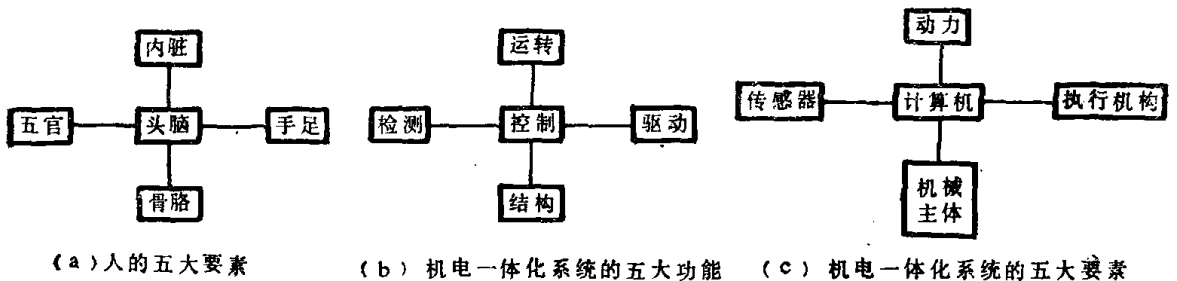 内脏
五官 头脑 手足
骨胳
(a)人的五大要素
运转
检测 控制 驱动
结构
(b) 机电一体化系统的五大功能
动力
传感器 计算机 执行机构
机械
主体
(c) 机电一体化系统的五大要素